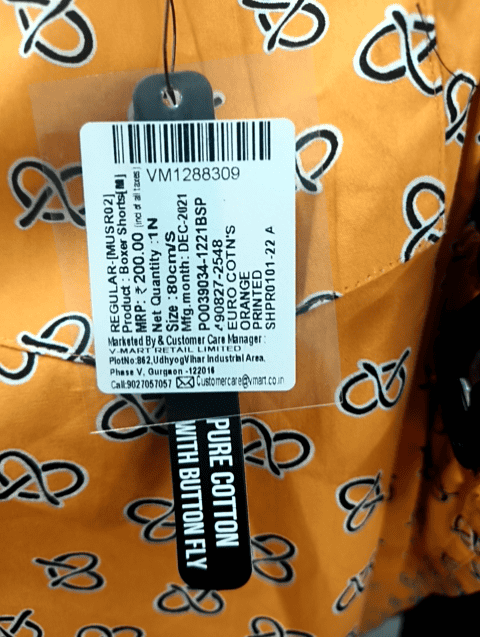 VM1288309
REGULAR-[MUSR02]
Product : Boxer Shorts[M]
MRP: ₹ 200.00 (incl of all taxes)
Net Quantity :1N
Size :80cm/S
Mfg.month: DEC-2021
PO039034-1221BSP
490827-2548
EURO COTN'S
ORANGE
PRINTED
SHPR0101-22 A
Marketed By & Customer Care Manager :
V-MART RETAIL LIMITED
PlotNo:862,UdhyogVihar Industrial Area,
Phase V, Gurgaon -122016
Call:9027057057 Customercare@vmart.co.in
PURE COTTON
WITH BUTTON FLY